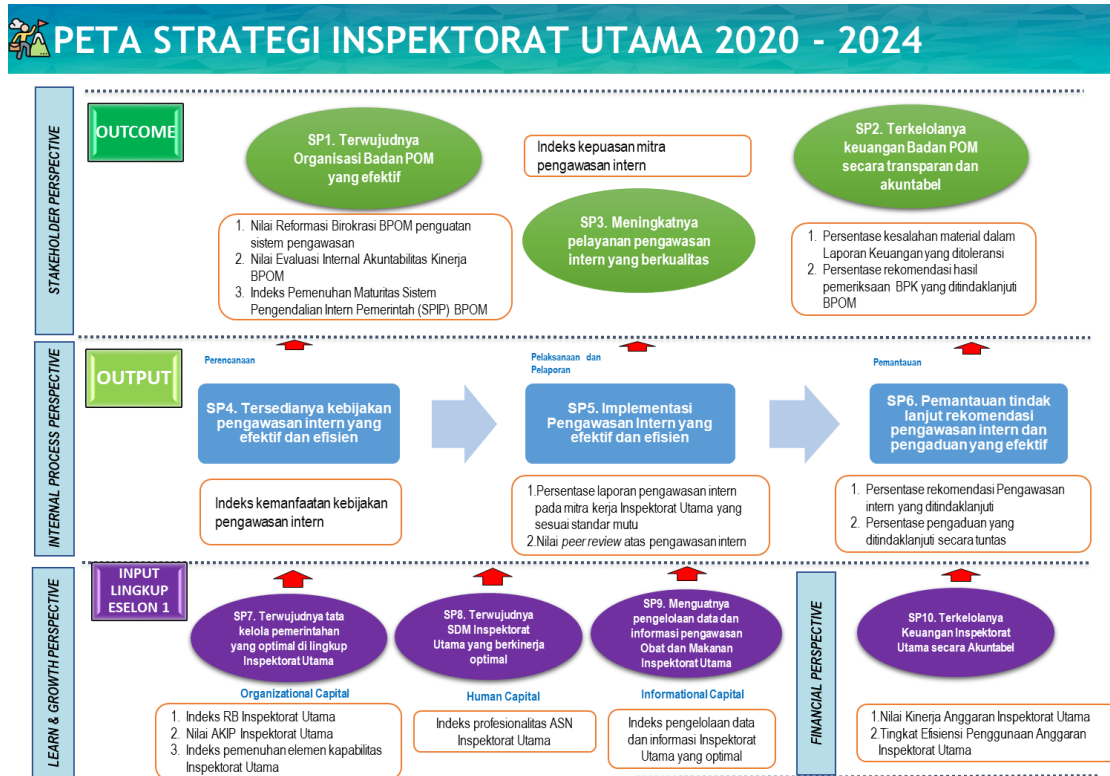 PETA STRATEGI INSPEKTORAT UTAMA 2020 - 2024
STAKEHOLDER PERSPECTIVE
OUTCOME
SP1. Terwujudnya
Organisasi Badan POM
yang efektif
1. Nilai Reformasi Birokrasi BPOM penguatan
sistem pengawasan
2. Nilai Evaluasi Internal Akuntabilitas Kinerja
BPOM
3. Indeks Pemenuhan Maturitas Sistem
Pengendalian Intern Pemerintah (SPIP) BPOM
Indeks kepuasan mitra
pengawasan intern
SP3. Meningkatnya
pelayanan pengawasan
intern yang berkualitas
SP2. Terkelolanya
keuangan Badan POM
secara transparan dan
akuntabel
1. Persentase kesalahan material dalam
Laporan Keuangan yang ditoleransi
2. Persentase rekomendasi hasil
pemeriksaan BPK yang ditindaklanjuti
BPOM
INTERNAL PROCESS PERSPECTIVE
OUTPUT
Perencanaan
SP4. Tersedianya kebijakan
pengawasan intern yang
efektif dan efisien
Indeks kemanfaatan kebijakan
pengawasan intern
Pelaksanaan dan
Pelaporan
SP5. Implementasi
Pengawasan Intern yang
efektif dan efisien
1.Persentase laporan pengawasan intern
pada mitra kerja Inspektorat Utama yang
sesuai standar mutu
2.Nilai peer review atas pengawasan intern
Pemantauan
SP6. Pemantauan tindak
lanjut rekomendasi
pengawasan intern dan
pengaduan yang efektif
1. Persentase rekomendasi Pengawasan
intern yang ditindaklanjuti
2. Persentase pengaduan yang
ditindaklanjuti secara tuntas
LEARN & GROWTH PERSPECTIVE
INPUT
LINGKUP
ESELON 1
SP7. Terwujudnya tata
kelola pemerintahan
yang optimal di lingkup
Inspektorat Utama
Organizational Capital
1. Indeks RB Inspektorat Utama
2. Nilai AKIP Inspektorat Utama
3. Indeks pemenuhan elemen kapabilitas
Inspektorat Utama
SP8. Terwujudnya
SDM Inspektorat
Utama yang berkinerja
optimal
Human Capital
Indeks profesionalitas ASN
Inspektorat Utama
SP9. Menguatnya
pengelolaan data dan
informasi pengawasan
Obat dan Makanan
Inspektorat Utama
Informational Capital
Indeks pengelolaan data
dan informasi Inspektorat
Utama yang optimal
FINANCIAL PERSPECTIVE
SP10. Terkelolanya
Keuangan Inspektorat
Utama secara Akuntabel
1.Nilai Kinerja Anggaran Inspektorat Utama
2.Tingkat Efisiensi Penggunaan Anggaran
Inspektorat Utama